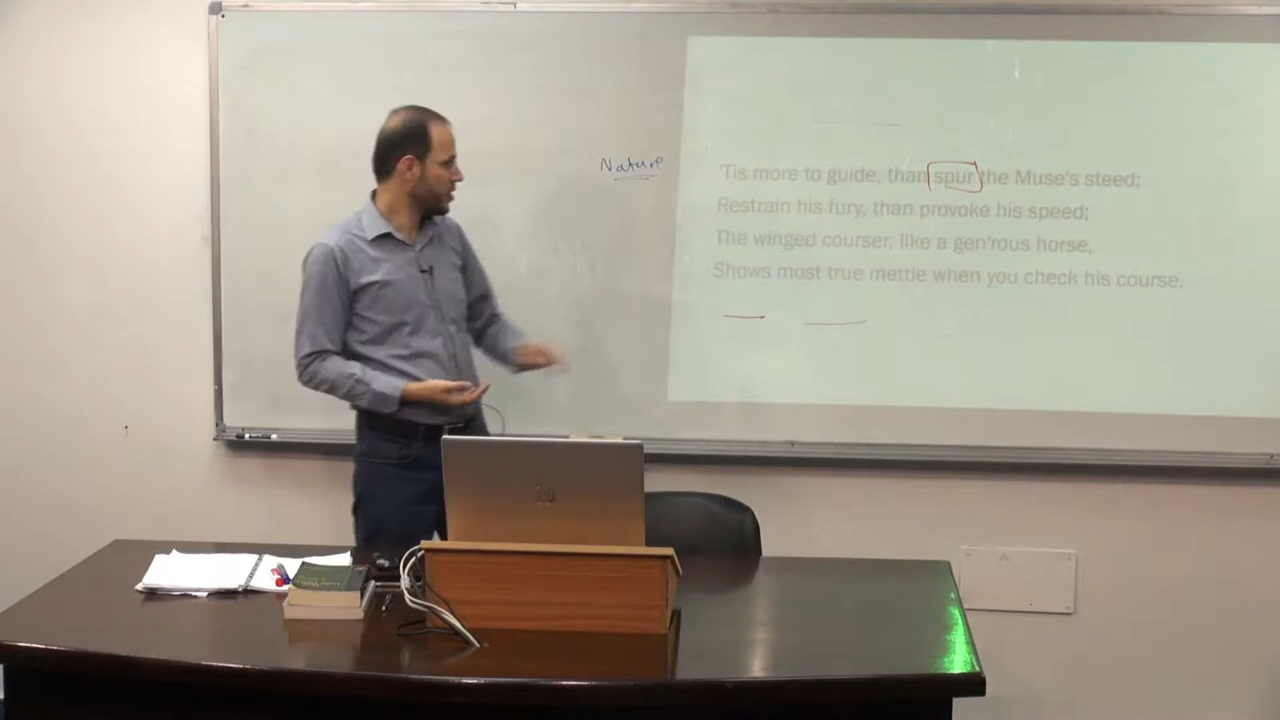 Nature
'Tis more to guide, than spur the Muse's steed;
Restrain his fury, than provoke his speed;
The winged courser, like a gen'rous horse,
Shows most true mettle when you check his course.
hp